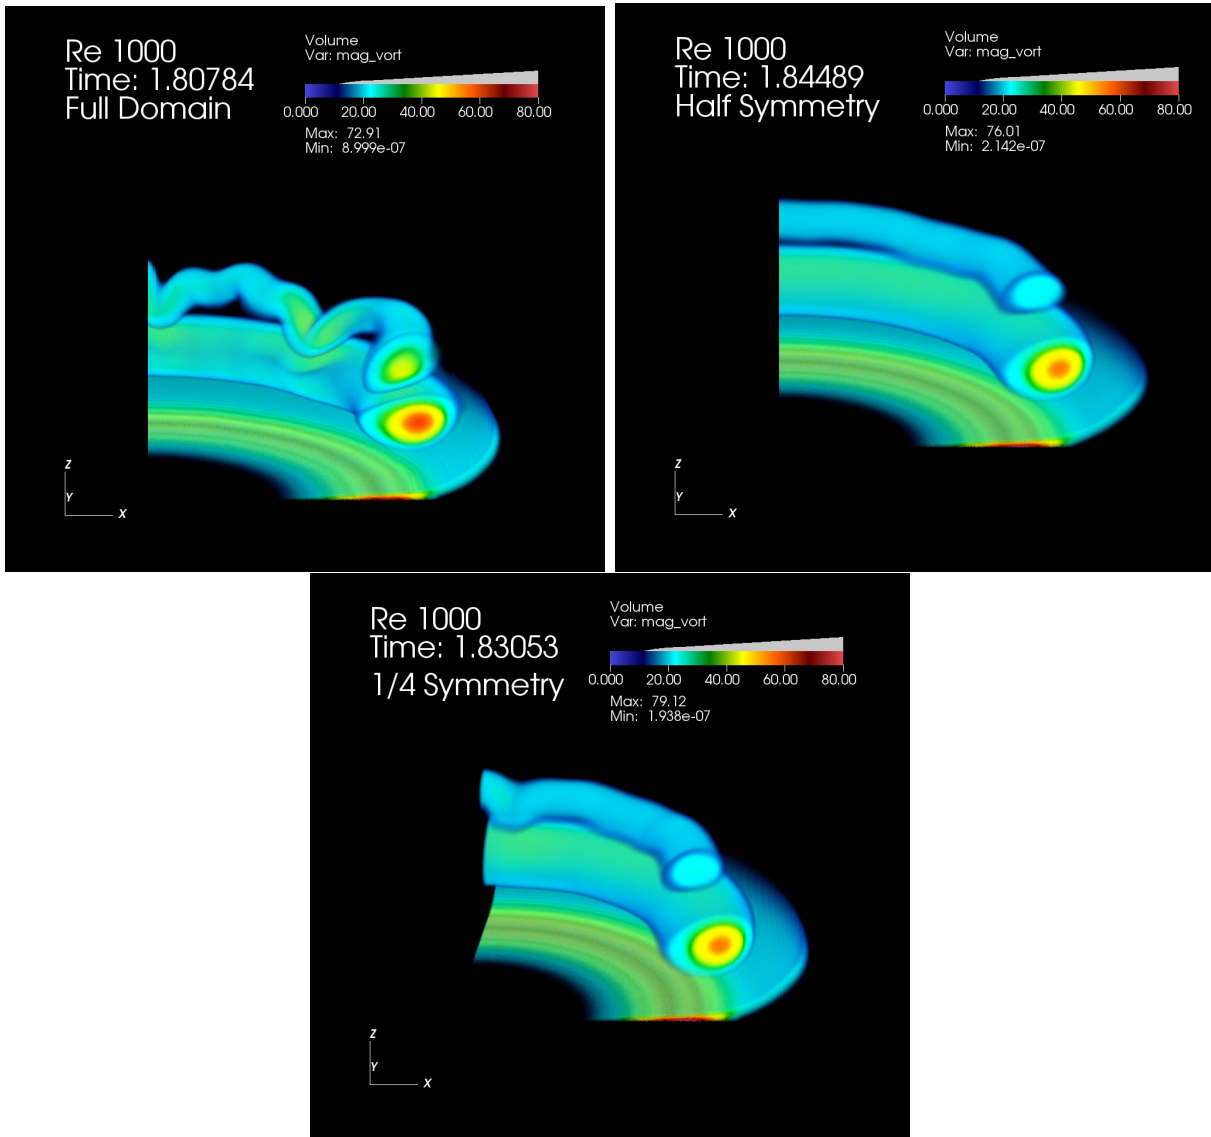 Re 1000
Time: 1.80784
Full Domain
Volume
Var: mag_vort
0.000 20.00 40.00 60.00 80.00
Max: 72.91
Min: 8.999e-07
Z
Y
X
Re 1000
Time: 1.84489
Half Symmetry
Volume
Var: mag_vort
0.000 20.00 40.00 60.00 80.00
Max: 76.01
Min: 2.142e-07
Z
Y
X
Re 1000
Time: 1.83053
1/4 Symmetry
Volume
Var: mag_vort
0.000 20.00 40.00 60.00 80.00
Max: 79.12
Min: 1.938e-07
Z
Y
X